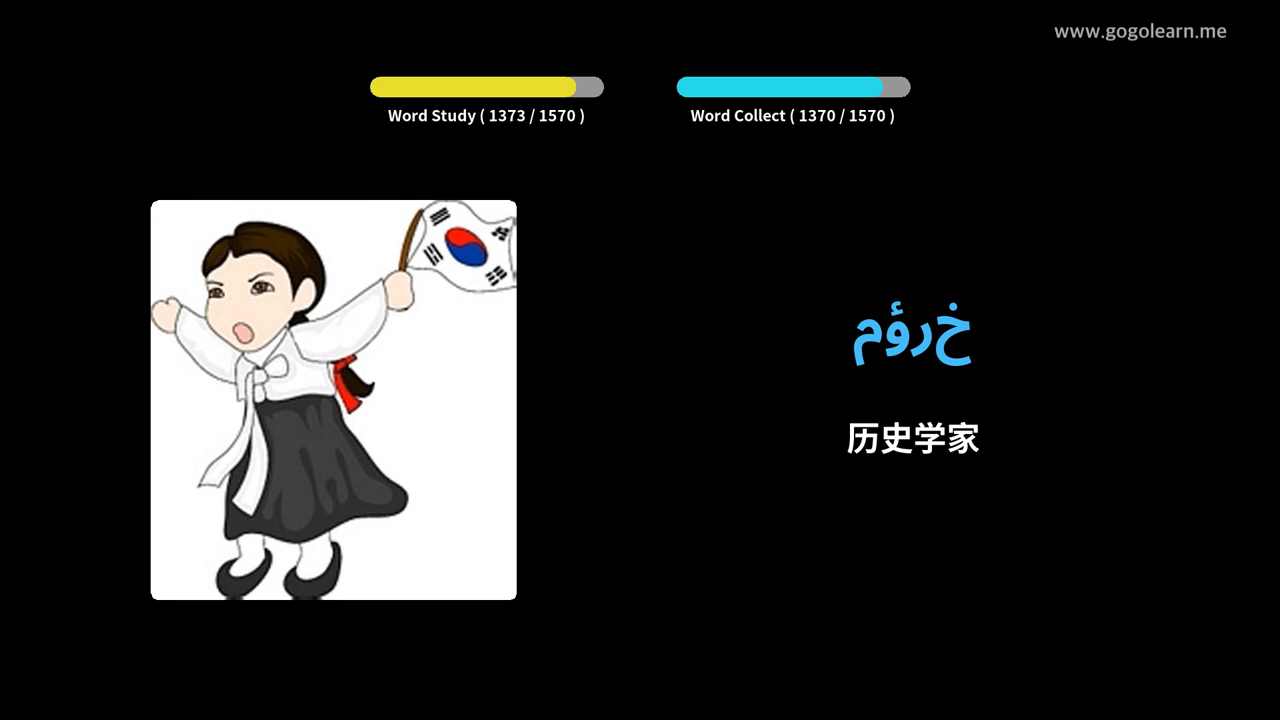 www.gogolearn.me
Word Study ( 1373 / 1570 )
Word Collect ( 1370 / 1570 )
خرؤم
历史学家